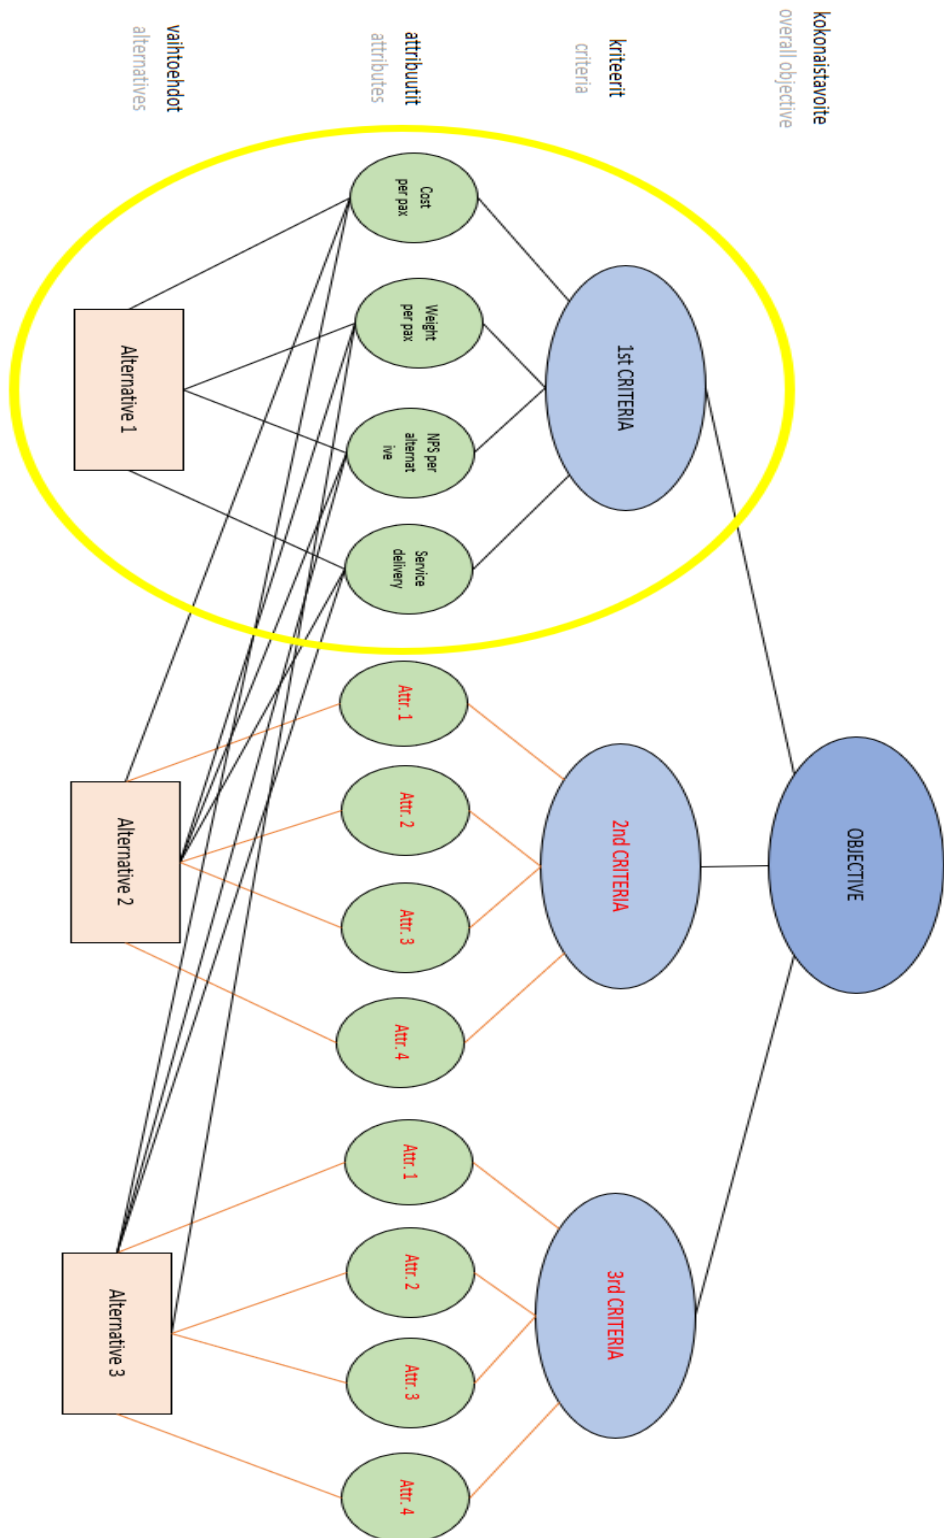 kokonaistavoite
overall objective
OBJECTIVE
kriteerit
criteria
1st CRITERIA
2nd CRITERIA
3rd CRITERIA
attribuutit
attributes
Cost
per pax
Weight
per pax
NPS per
alternat
ive
Service
delivery
Attr. 1
Attr. 2
Attr. 3
Attr. 4
Attr. 1
Attr. 2
Attr. 3
Attr. 4
vaihtoehdot
alternatives
Alternative 1
Alternative 2
Alternative 3